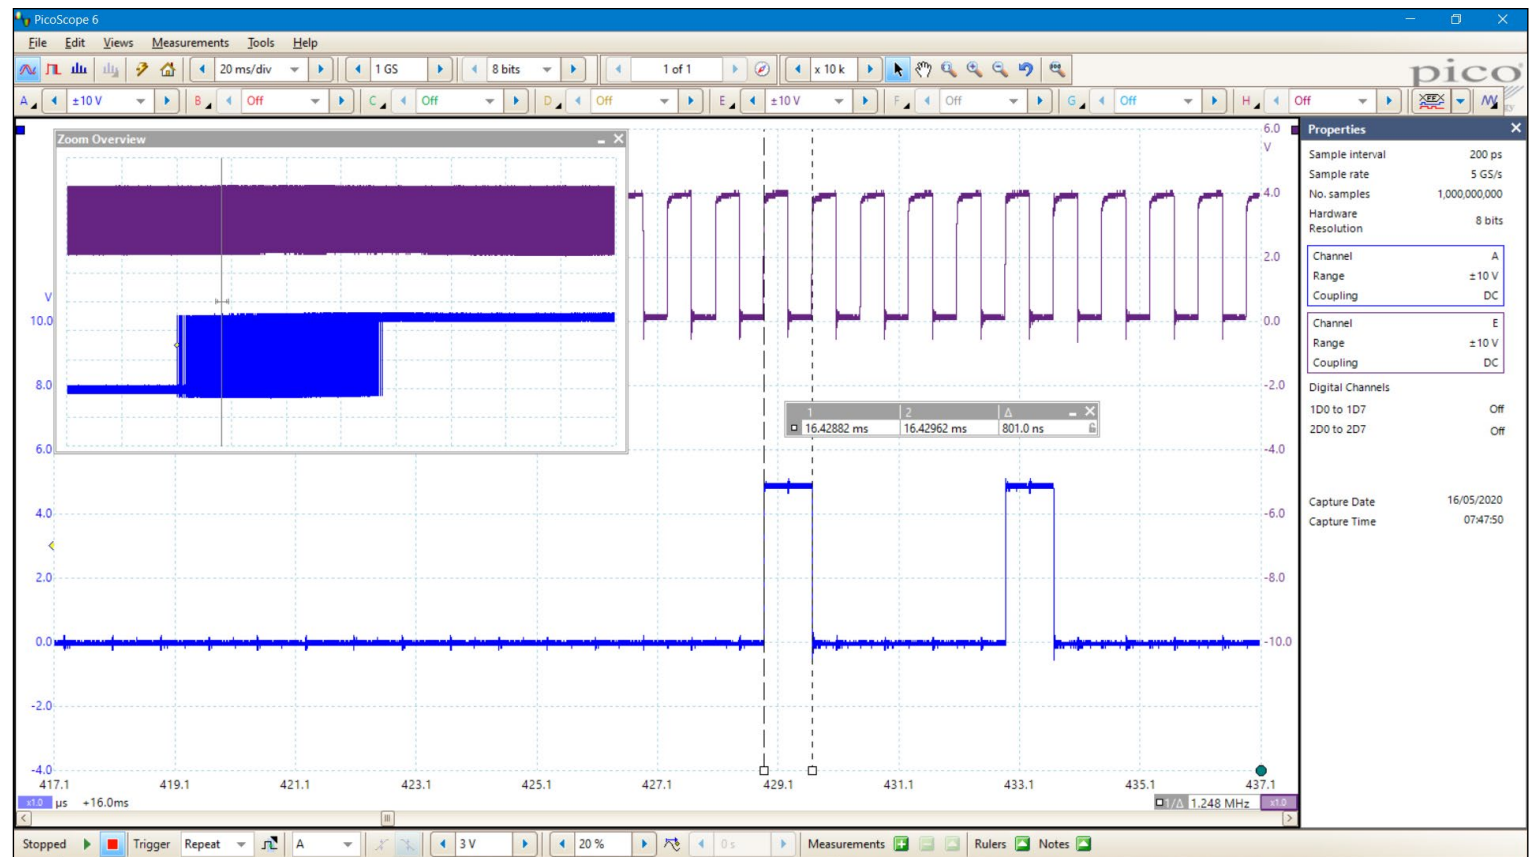 PicoScope 6
File Edit Views Measurements Tools Help
20 ms/div 1 GS 8 bits 1 of 1 x 10 k
pico
A ±10 V B Off C Off D Off E ±10 V F Off G Off H Off
Zoom Overview
6.0
V
4.0
2.0
0.0
-2.0
-4.0
-6.0
-8.0
-10.0
V
10.0
8.0
6.0
4.0
2.0
0.0
-2.0
-4.0
1 2 Δ
16.42882 ms 16.42962 ms 801.0 ns
417.1 419.1 421.1 423.1 425.1 427.1 429.1 431.1 433.1 435.1 437.1
x1.0 µs +16.0ms
1/Δ 1.248 MHz x1.0
Properties
Sample interval 200 ps
Sample rate 5 GS/s
No. samples 1,000,000,000
Hardware
Resolution 8 bits
Channel A
Range ±10 V
Coupling DC
Channel E
Range ±10 V
Coupling DC
Digital Channels
1D0 to 1D7 Off
2D0 to 2D7 Off
Capture Date 16/05/2020
Capture Time 07:47:50
Stopped Trigger Repeat A 3 V 20 % 0 s Measurements Rulers Notes